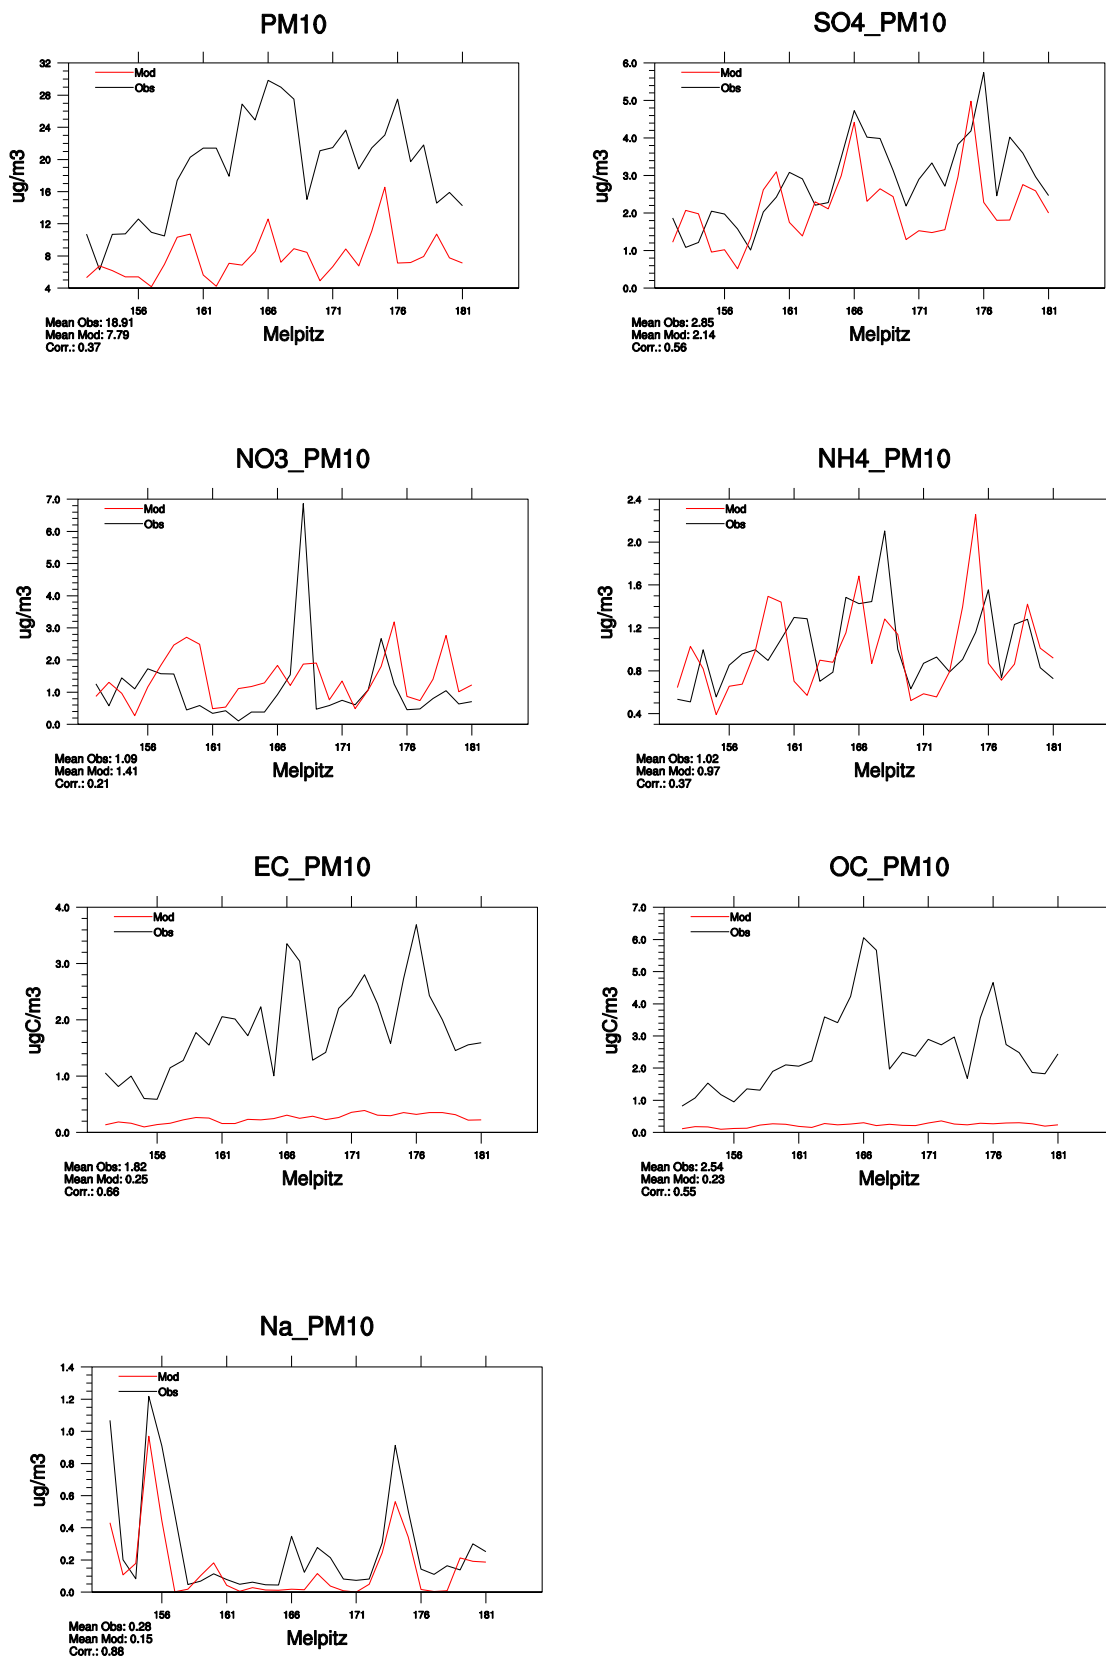 PM10
32
28
24
20
16
12
8
4
ug/m3
Mod
Obs
156 161 166 171 176 181
Mean Obs: 18.91
Mean Mod: 7.79
Corr.: 0.37
Melpitz
SO4_PM10
6.0
5.0
4.0
3.0
2.0
1.0
0.0
ug/m3
Mod
Obs
156 161 166 171 176 181
Mean Obs: 2.85
Mean Mod: 2.14
Corr.: 0.56
Melpitz
NO3_PM10
7.0
6.0
5.0
4.0
3.0
2.0
1.0
0.0
ug/m3
Mod
Obs
156 161 166 171 176 181
Mean Obs: 1.09
Mean Mod: 1.41
Corr.: 0.21
Melpitz
NH4_PM10
2.4
2.0
1.6
1.2
0.8
0.4
ug/m3
Mod
Obs
156 161 166 171 176 181
Mean Obs: 1.02
Mean Mod: 0.97
Corr.: 0.37
Melpitz
EC_PM10
4.0
3.0
2.0
1.0
0.0
ugC/m3
Mod
Obs
156 161 166 171 176 181
Mean Obs: 1.82
Mean Mod: 0.25
Corr.: 0.66
Melpitz
OC_PM10
7.0
6.0
5.0
4.0
3.0
2.0
1.0
0.0
ugC/m3
Mod
Obs
156 161 166 171 176 181
Mean Obs: 2.54
Mean Mod: 0.23
Corr.: 0.55
Melpitz
Na_PM10
1.4
1.2
1.0
0.8
0.6
0.4
0.2
0.0
ug/m3
Mod
Obs
156 161 166 171 176 181
Mean Obs: 0.28
Mean Mod: 0.15
Corr.: 0.88
Melpitz